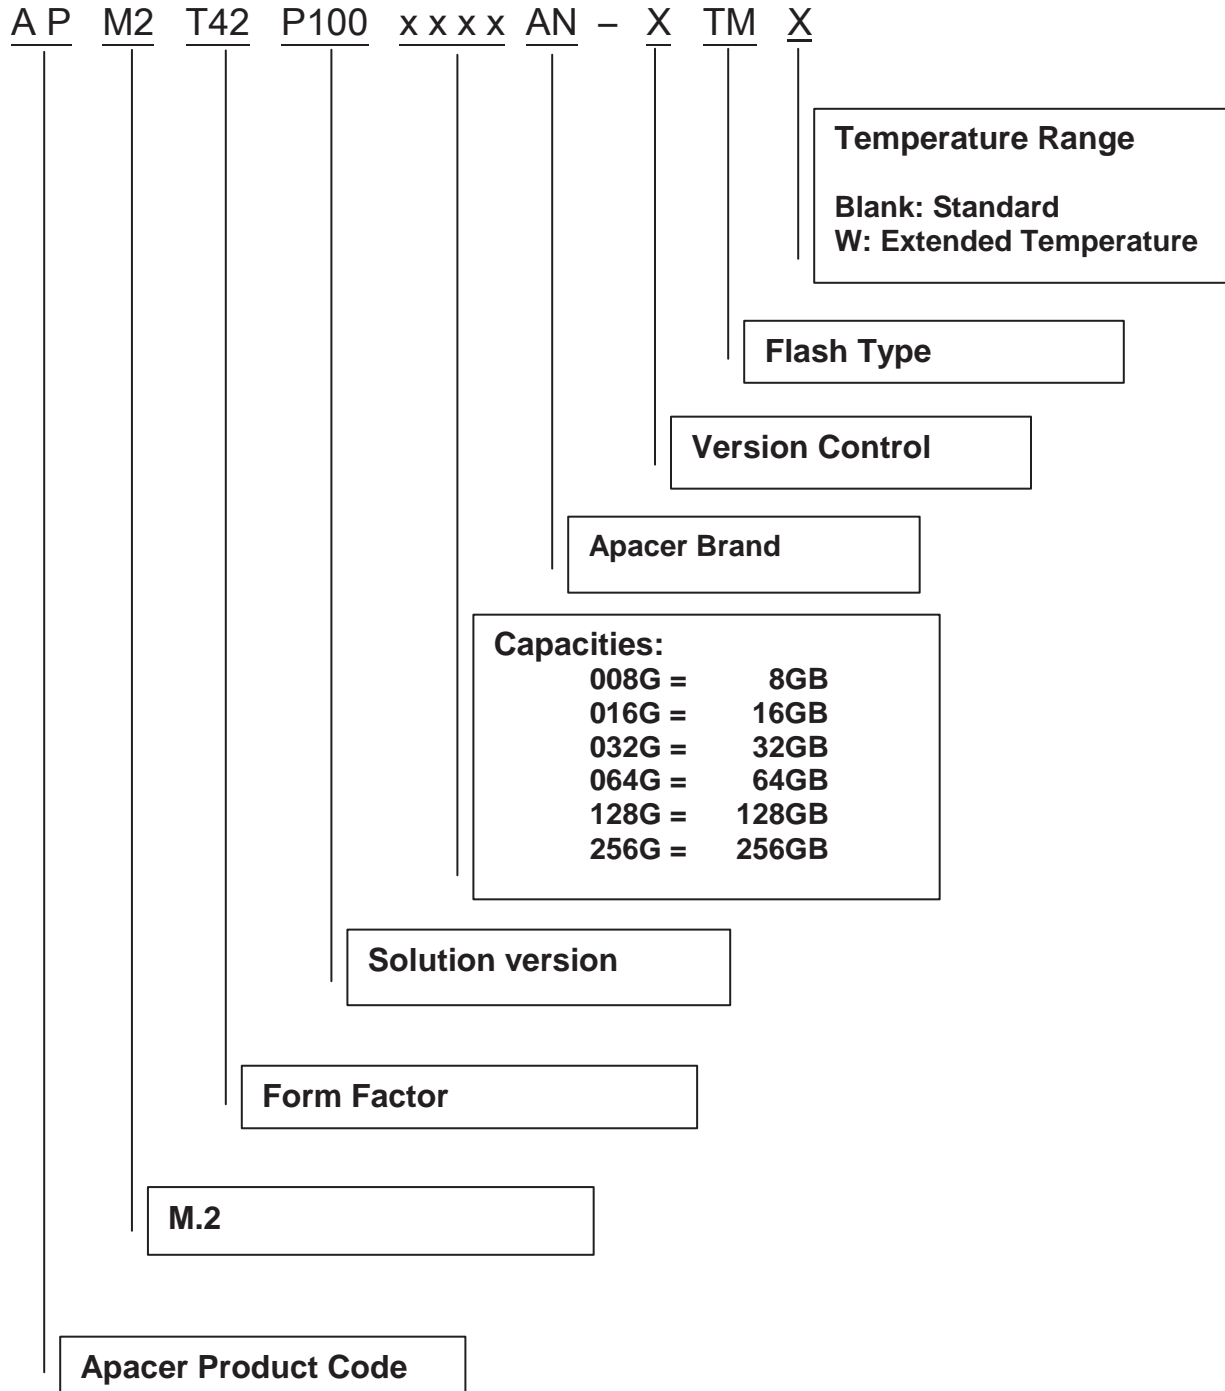 A P M2 T42 P100 x x x x AN – X TM X
Temperature Range
Blank: Standard
W: Extended Temperature
Flash Type
Version Control
Apacer Brand
Capacities:
008G = 8GB
016G = 16GB
032G = 32GB
064G = 64GB
128G = 128GB
256G = 256GB
Solution version
Form Factor
M.2
Apacer Product Code